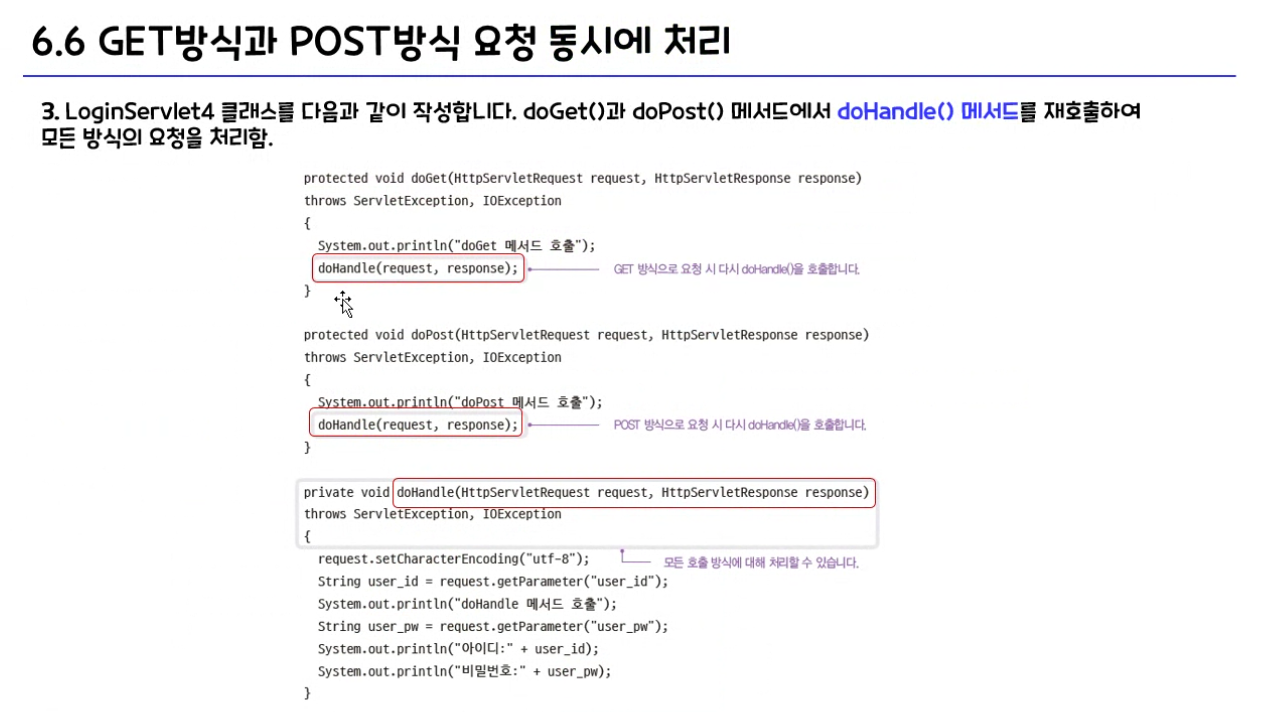 6.6 GET방식과 POST방식 요청 동시에 처리
3. LoginServlet4 클래스를 다음과 같이 작성합니다. doGet()과 doPost() 메서드에서 doHandle() 메서드를 재호출하여
모든 방식의 요청을 처리함.
protected void doGet(HttpServletRequest request, HttpServletResponse response)
throws ServletException, IOException
{
System.out.println("doGet 메서드 호출");
doHandle(request, response); GET 방식으로 요청 시 다시 doHandle()을 호출합니다.
}
protected void doPost(HttpServletRequest request, HttpServletResponse response)
throws ServletException, IOException
{
System.out.println("doPost 메서드 호출");
doHandle(request, response); POST 방식으로 요청 시 다시 doHandle()을 호출합니다.
}
private void doHandle(HttpServletRequest request, HttpServletResponse response)
throws ServletException, IOException
{
request.setCharacterEncoding("utf-8"); 모든 호출 방식에 대해 처리할 수 있습니다.
String user_id = request.getParameter("user_id");
System.out.println("doHandle 메서드 호출");
String user_pw = request.getParameter("user_pw");
System.out.println("아이디:" + user_id);
System.out.println("비밀번호:" + user_pw);
}